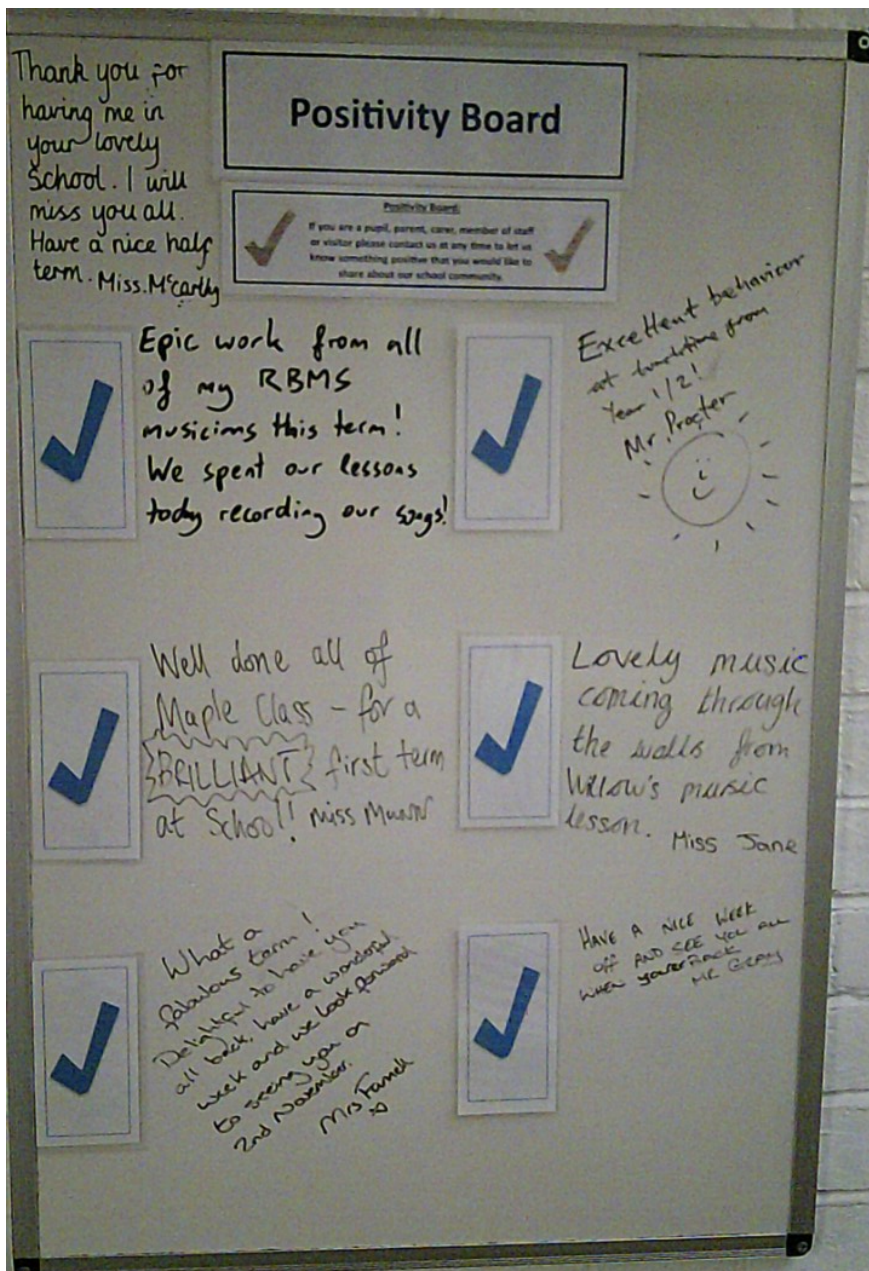 Thank you for
having me in
your lovely
School. I will
miss you all.
Have a nice half
term. Miss. McCarthy
Positivity Board
Positivity Board:
If you are a pupil, parent, carer, member of staff
or visitor please contact us at any time to let us
know something positive that you would like to
share about our school community.
Epic work from all
of my RBMS
musicians this term!
We spent our lessons
today recording our songs!
Excellent behaviour
at lunchtime from
Year 1/2!
Mr. Procter
Well done all of
Maple Class - for a
BRILLIANT first term
at School! Miss Munn
Lovely music
coming through
the walls from
Willow's music
lesson.
Miss Jane
What a
fabulous term!
Delightful to have you
all back, have a wonderful
week and we look forward
to seeing you on
2nd November.
Mrs
HAVE A NICE WEEK
OFF AND SEE YOU ALL
WHEN BACK
MR GRAY